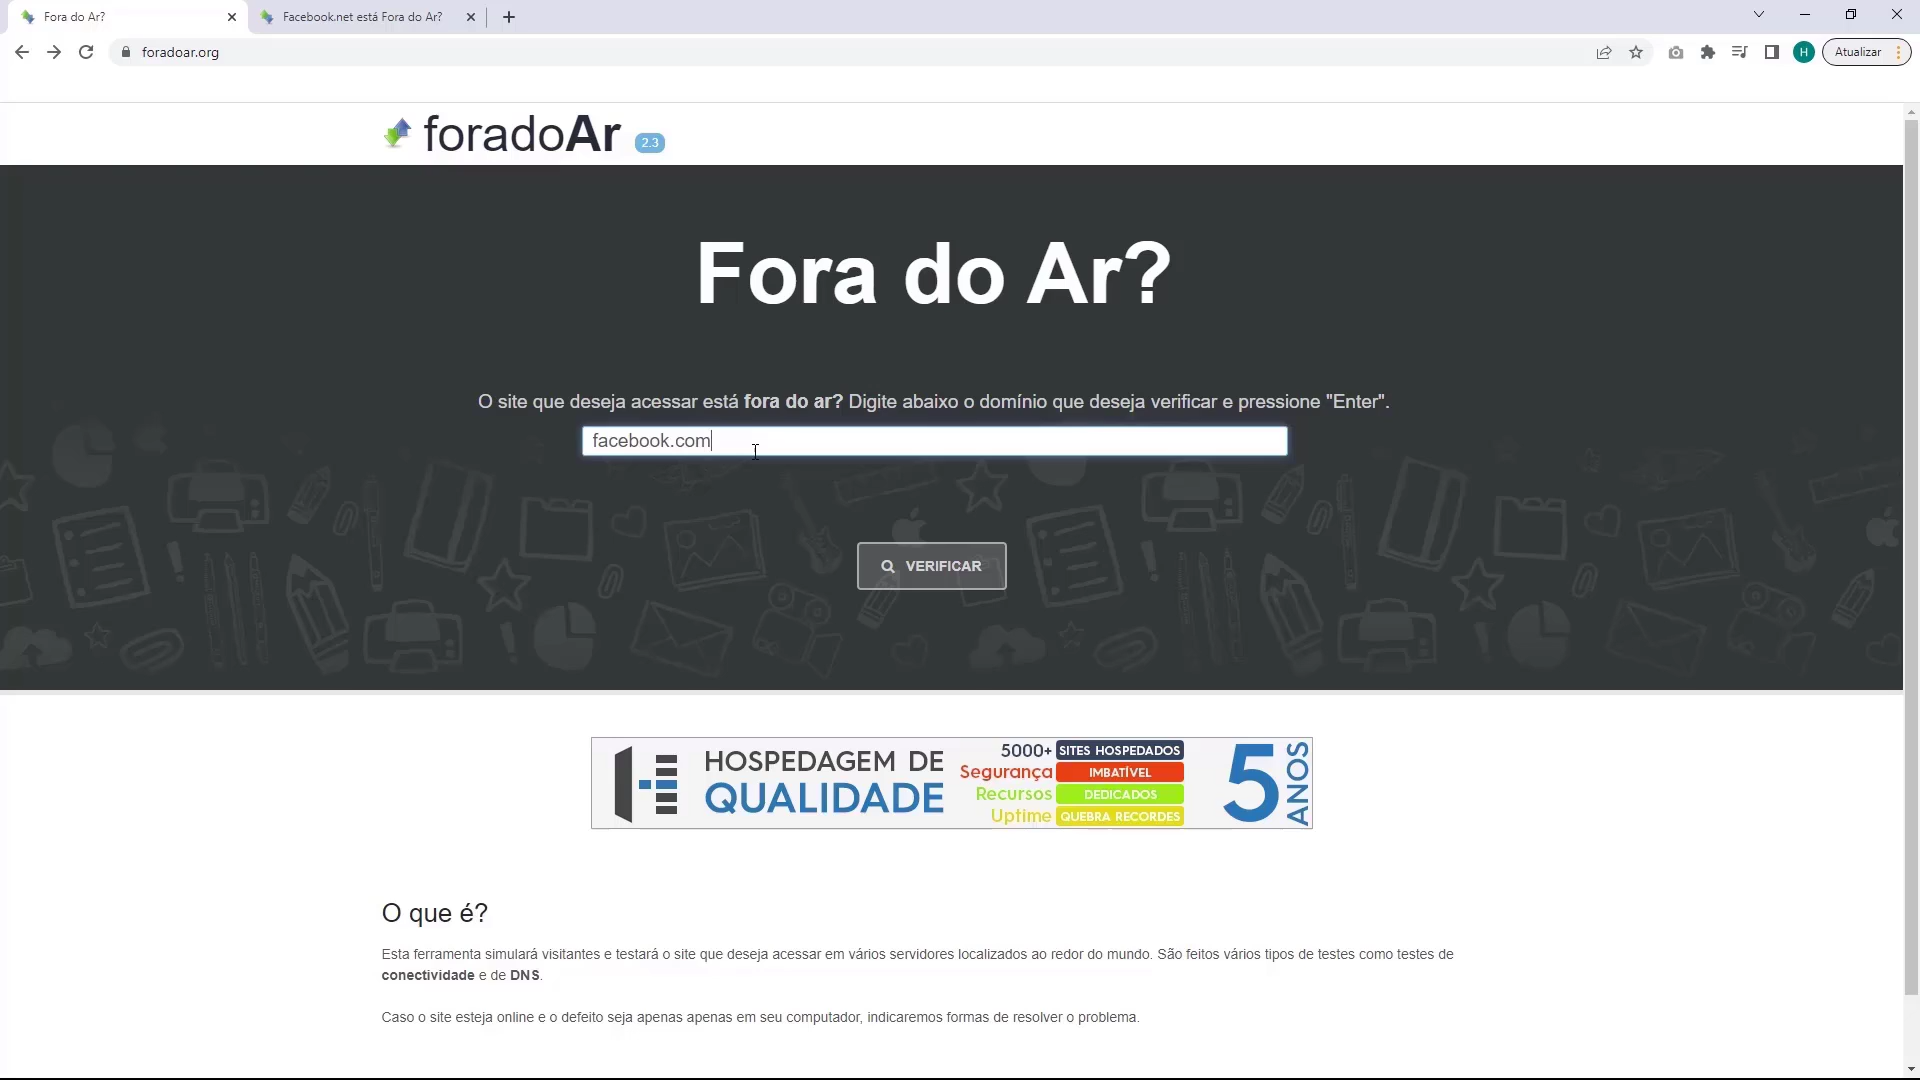 Fora do Ar?
Facebook.net está Fora do Ar?
foradoar.org
H
Atualizar
foradoAr 2.3
Fora do Ar?
O site que deseja acessar está fora do ar? Digite abaixo o domínio que deseja verificar e pressione "Enter".
facebook.com
VERIFICAR
HOSPEDAGEM DE
QUALIDADE
5000+ SITES HOSPEDADOS
Segurança IMBATÍVEL
Recursos DEDICADOS
Uptime QUEBRA RECORDES
5 ANOS
O que é?
Esta ferramenta simulará visitantes e testará o site que deseja acessar em vários servidores localizados ao redor do mundo. São feitos vários tipos de testes como testes de
conectividade e de DNS.
Caso o site esteja online e o defeito seja apenas apenas em seu computador, indicaremos formas de resolver o problema.